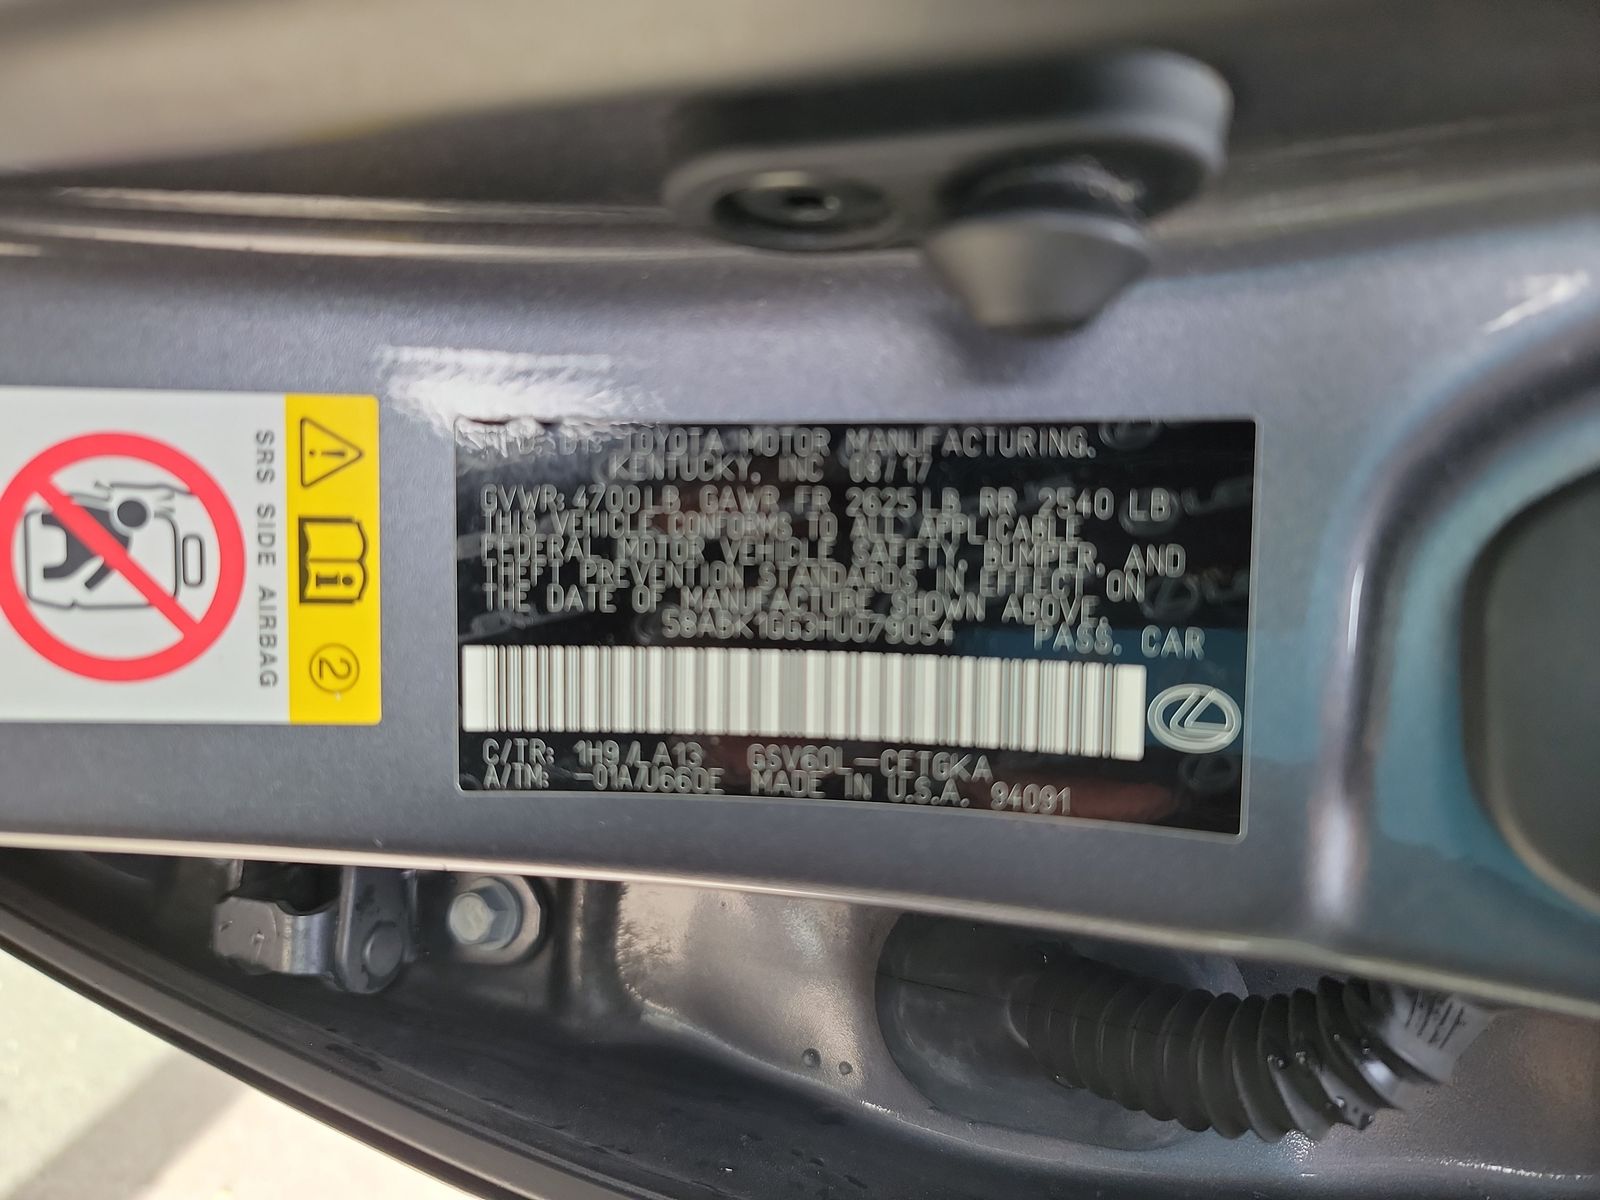 MFD. BY: TOYOTA MOTOR MANUFACTURING,
KENTUCKY, INC 08/17
GVWR: 4700LB GAWR FR 2625LB RR 2540 LB
THIS VEHICLE CONFORMS TO ALL APPLICABLE
FEDERAL MOTOR VEHICLE SAFETY, BUMPER, AND
THEFT PREVENTION STANDARDS IN EFFECT ON
THE DATE OF MANUFACTURE SHOWN ABOVE.
58ABK1GG3HU079054 PASS. CAR
C/TR: 1H9/LA13 GSV60L-CETGKA
A/TM: -01A/U660E MADE IN U.S.A. 94091
SRS SIDE AIRBAG
2